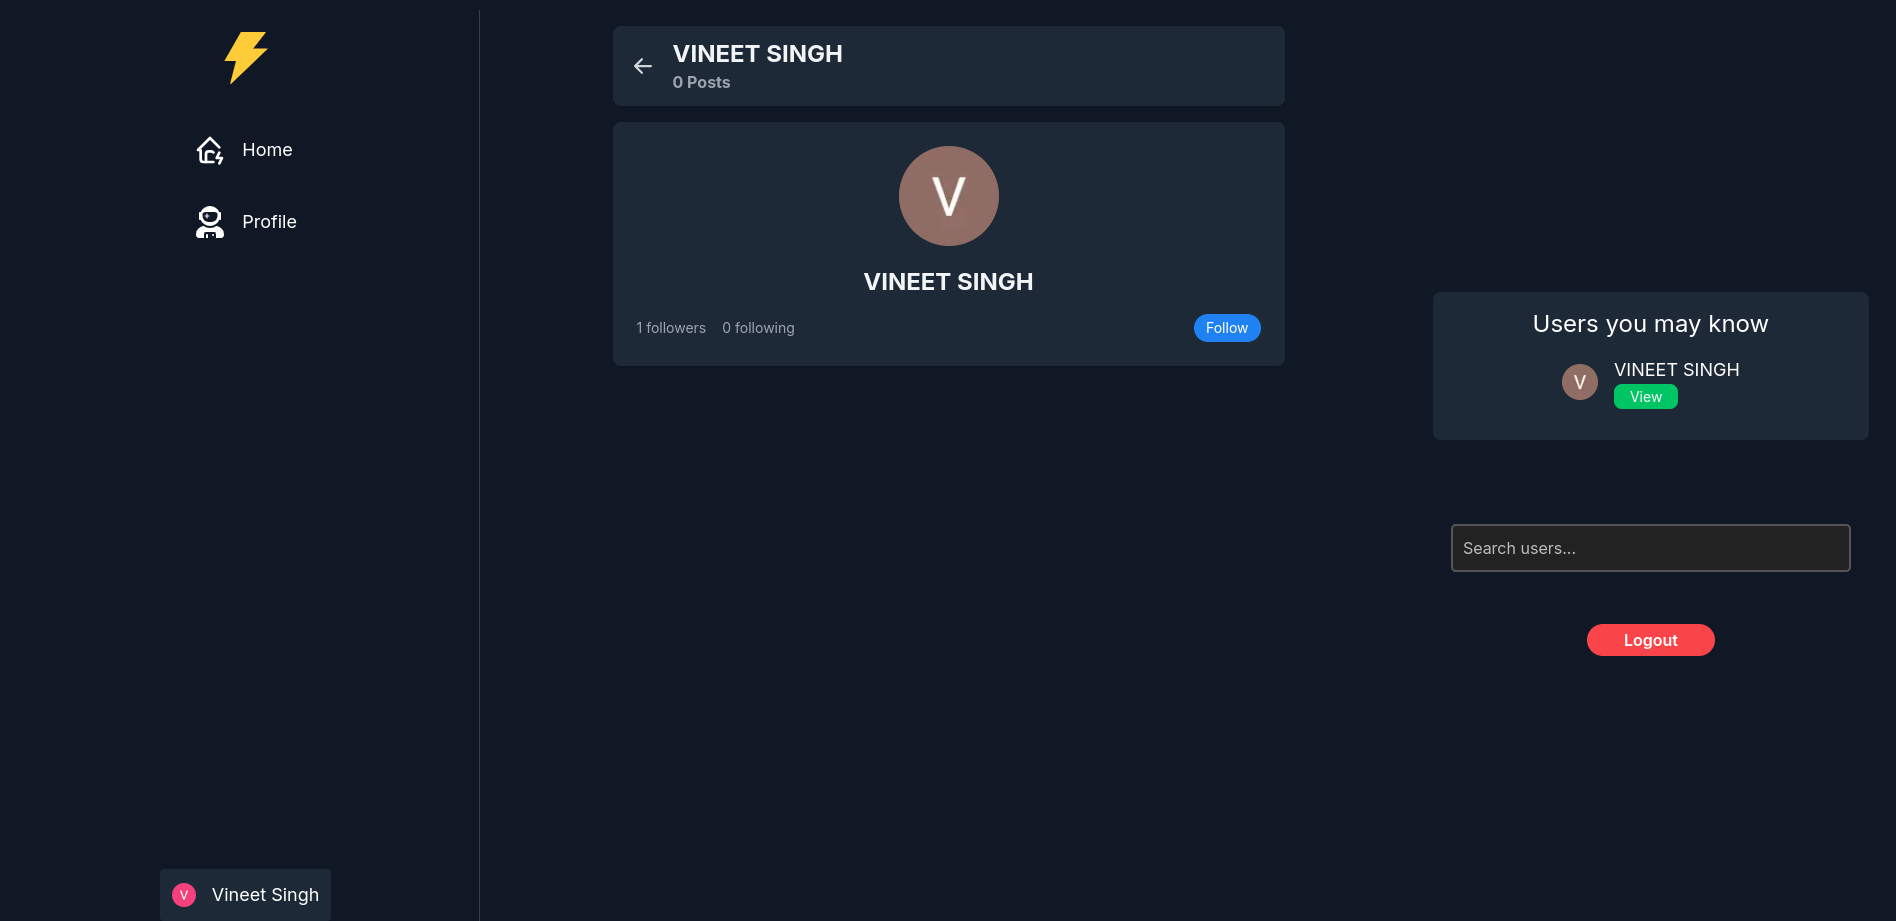 Home
Profile
V Vineet Singh
VINEET SINGH
0 Posts
V
VINEET SINGH
1 followers 0 following Follow
Users you may know
V VINEET SINGH
View
Search users...
Logout